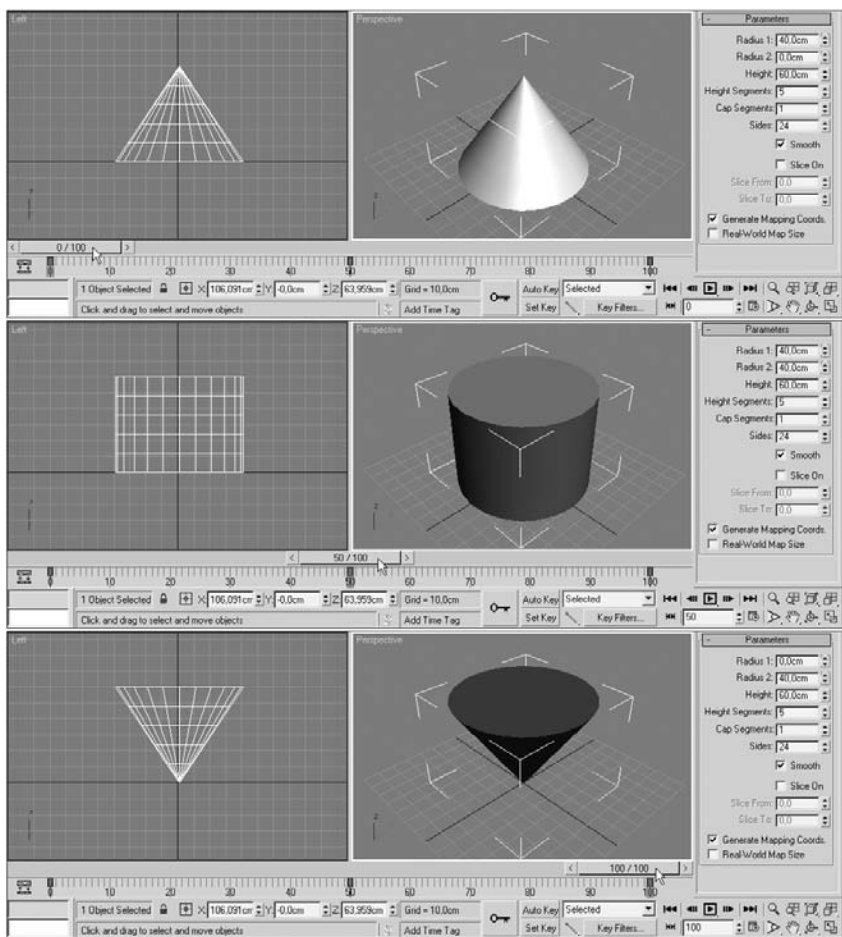 Left
Perspective
- Parameters
Radius 1: 40,0cm
Radius 2: 0,0cm
Height: 60,0cm
Height Segments: 5
Cap Segments: 1
Sides: 24
Smooth
Slice On
Slice From: 0,0
Slice To: 0,0
Generate Mapping Coords.
Real-World Map Size
z
z
< 0 / 100 >
0 10 20 30 40 50 60 70 80 90 100
1 Object Selected X: 106,091cm Y: -0,0cm Z: 63,959cm Grid = 10,0cm Auto Key Selected
Click and drag to select and move objects Add Time Tag Set Key Key Filters... 0
Left
Perspective
- Parameters
Radius 1: 40,0cm
Radius 2: 40,0cm
Height: 60,0cm
Height Segments: 5
Cap Segments: 1
Sides: 24
Smooth
Slice On
Slice From: 0,0
Slice To: 0,0
Generate Mapping Coords.
Real-World Map Size
z
z
< 50 / 100 >
0 10 20 30 40 50 60 70 80 90 100
1 Object Selected X: 106,091cm Y: -0,0cm Z: 63,959cm Grid = 10,0cm Auto Key Selected
Click and drag to select and move objects Add Time Tag Set Key Key Filters... 50
Left
Perspective
- Parameters
Radius 1: 0,0cm
Radius 2: 40,0cm
Height: 60,0cm
Height Segments: 5
Cap Segments: 1
Sides: 24
Smooth
Slice On
Slice From: 0,0
Slice To: 0,0
Generate Mapping Coords.
Real-World Map Size
z
z
< 100 / 100 >
10 20 30 40 50 60 70 80 90 100
1 Object Selected X: 106,091cm Y: -0,0cm Z: 63,959cm Grid = 10,0cm Auto Key Selected
Click and drag to select and move objects Add Time Tag Set Key Key Filters... 100